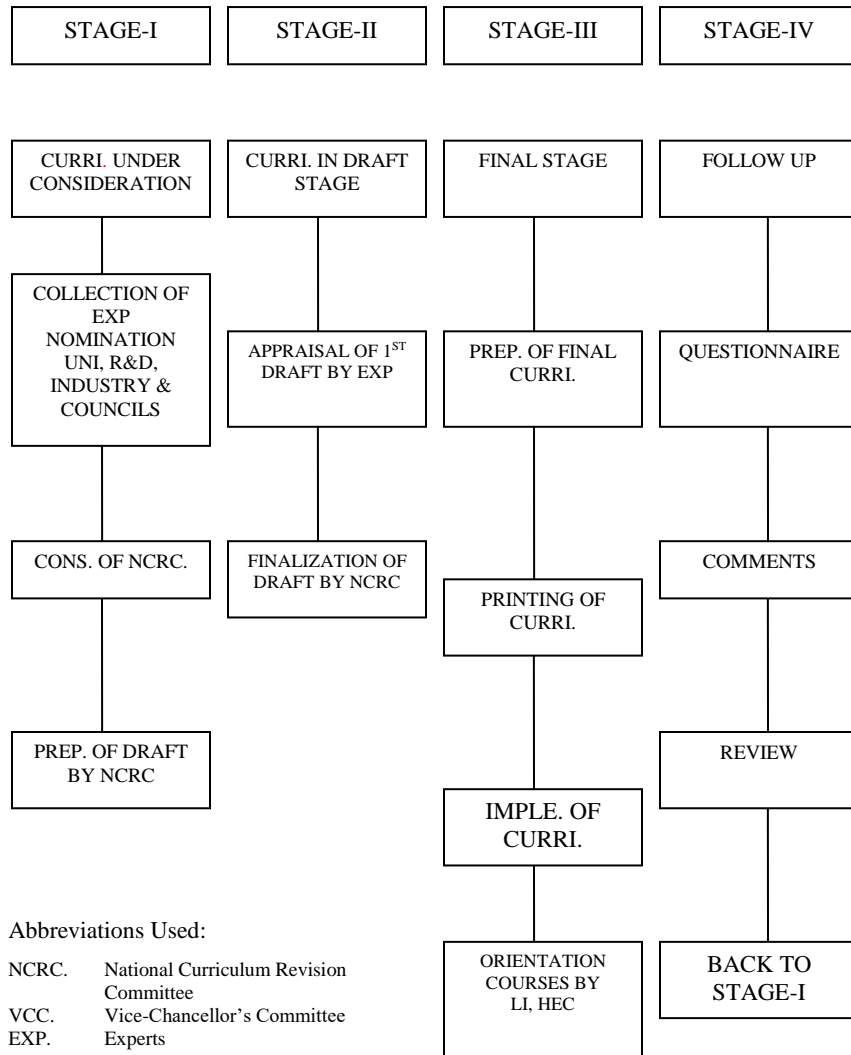 STAGE-I
STAGE-II
STAGE-III
STAGE-IV
CURRI. UNDER
CONSIDERATION
COLLECTION OF
EXP
NOMINATION
UNI, R&D,
INDUSTRY &
COUNCILS
CONS. OF NCRC.
PREP. OF DRAFT
BY NCRC
CURRI. IN DRAFT
STAGE
APPRAISAL OF 1ST
DRAFT BY EXP
FINALIZATION OF
DRAFT BY NCRC
FINAL STAGE
PREP. OF FINAL
CURRI.
PRINTING OF
CURRI.
IMPLE. OF
CURRI.
ORIENTATION
COURSES BY
LI, HEC
FOLLOW UP
QUESTIONNAIRE
COMMENTS
REVIEW
BACK TO
STAGE-I
Abbreviations Used:
NCRC. National Curriculum Revision
Committee
VCC. Vice-Chancellor's Committee
EXP. Experts